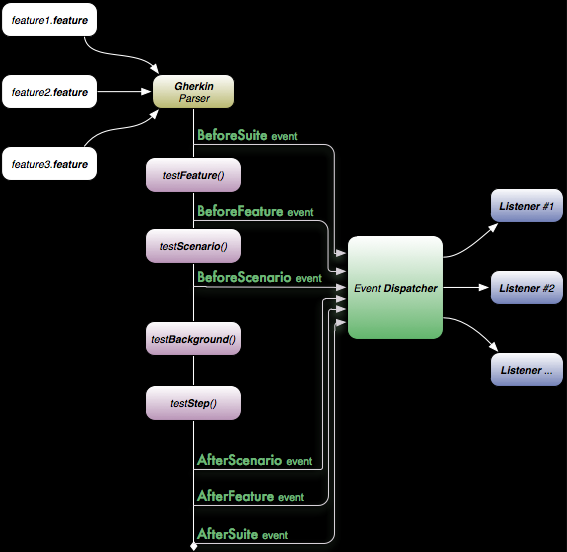 feature1.feature
feature2.feature
feature3.feature
Gherkin
Parser
BeforeSuite event
testFeature()
BeforeFeature event
testScenario()
BeforeScenario event
testBackground()
testStep()
AfterScenario event
AfterFeature event
AfterSuite event
Event Dispatcher
Listener #1
Listener #2
Listener ...